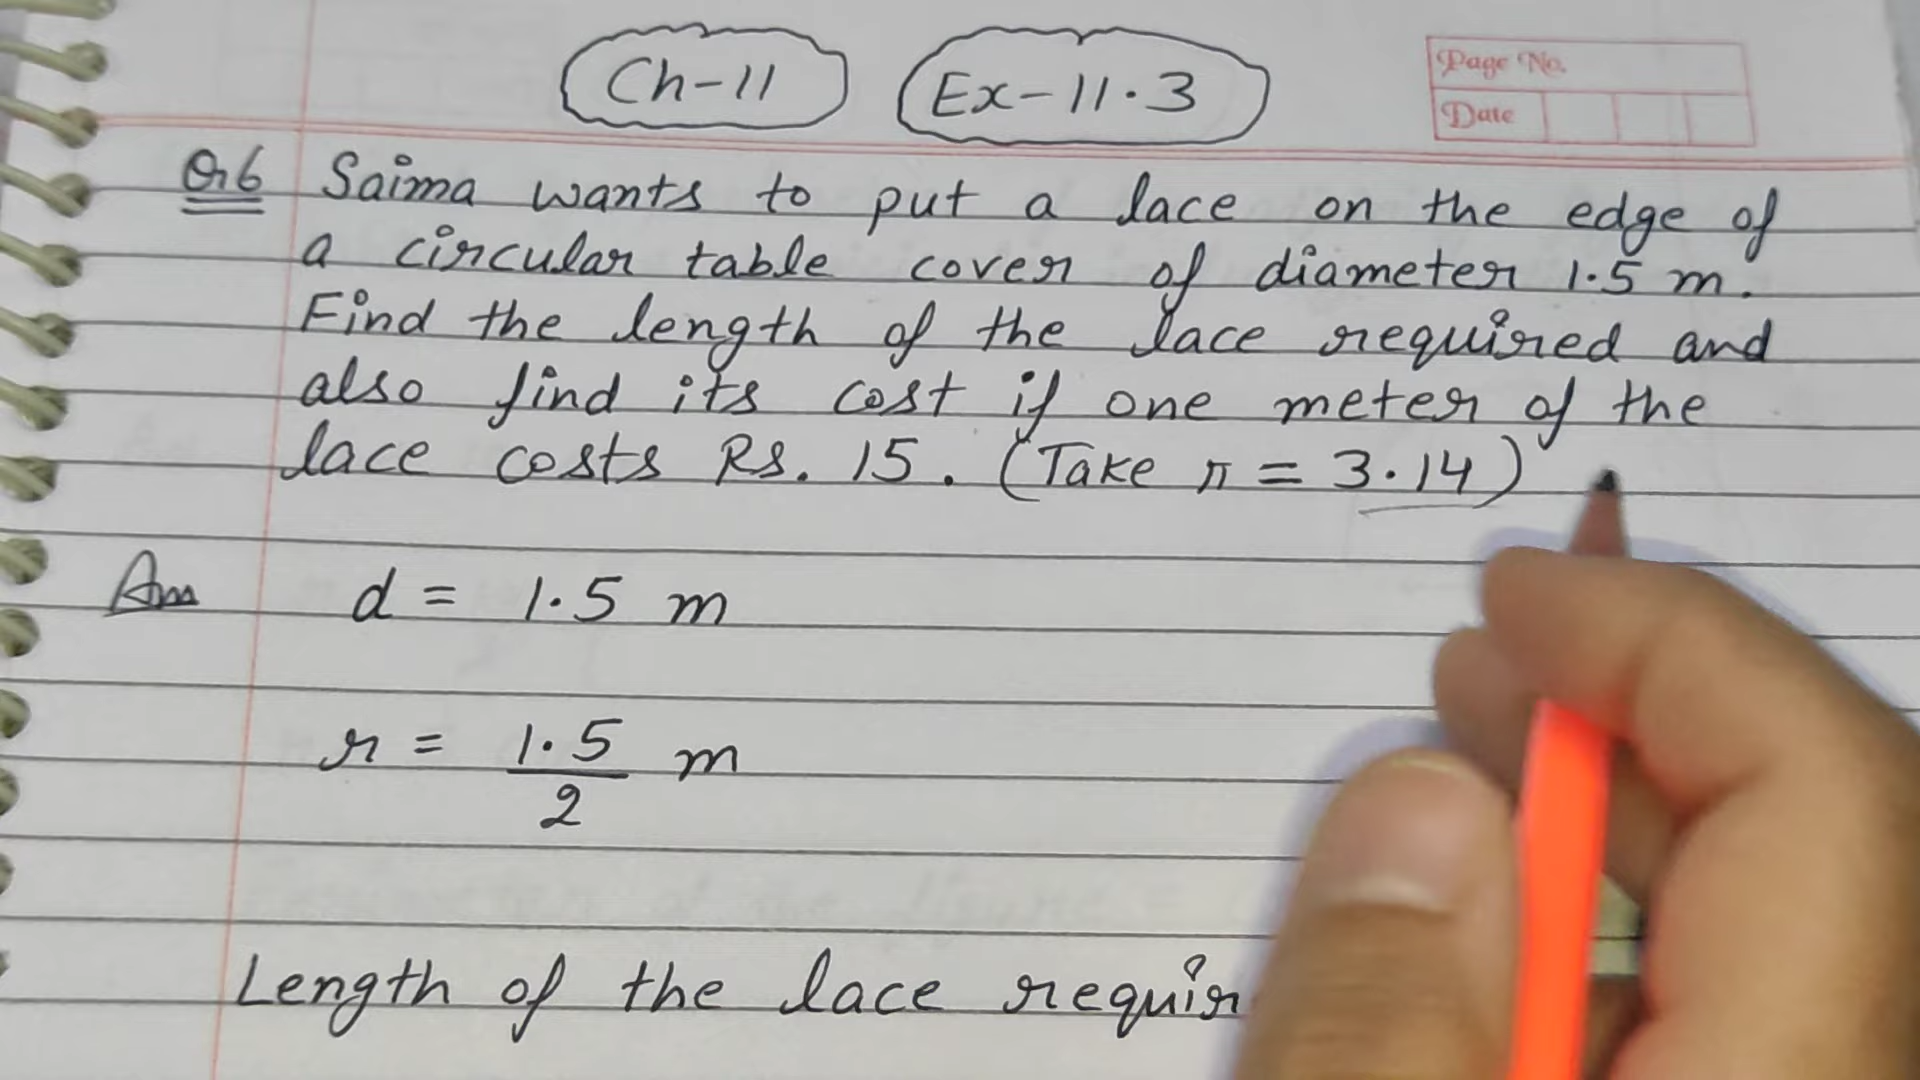 Ch-11 Ex-11.3
Page No.
Date
Q6 Saima wants to put a lace on the edge of
a circular table cover of diameter 1.5 m.
Find the length of the lace required and
also find its cost if one meter of the
lace costs Rs. 15. (Take π = 3.14)
Ans d = 1.5 m
r = 1.5/2 m
Length of the lace requir